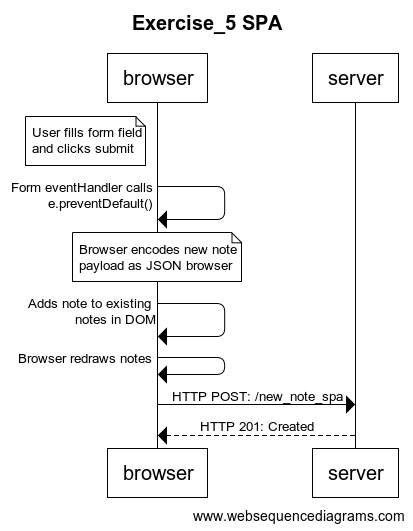 Exercise_5 SPA
browser
server
User fills form field
and clicks submit
Form eventHandler calls
e.preventDefault()
Browser encodes new note
payload as JSON browser
Adds note to existing
notes in DOM
Browser redraws notes
HTTP POST: /new_note_spa
HTTP 201: Created
browser
server
www.websequencediagrams.com